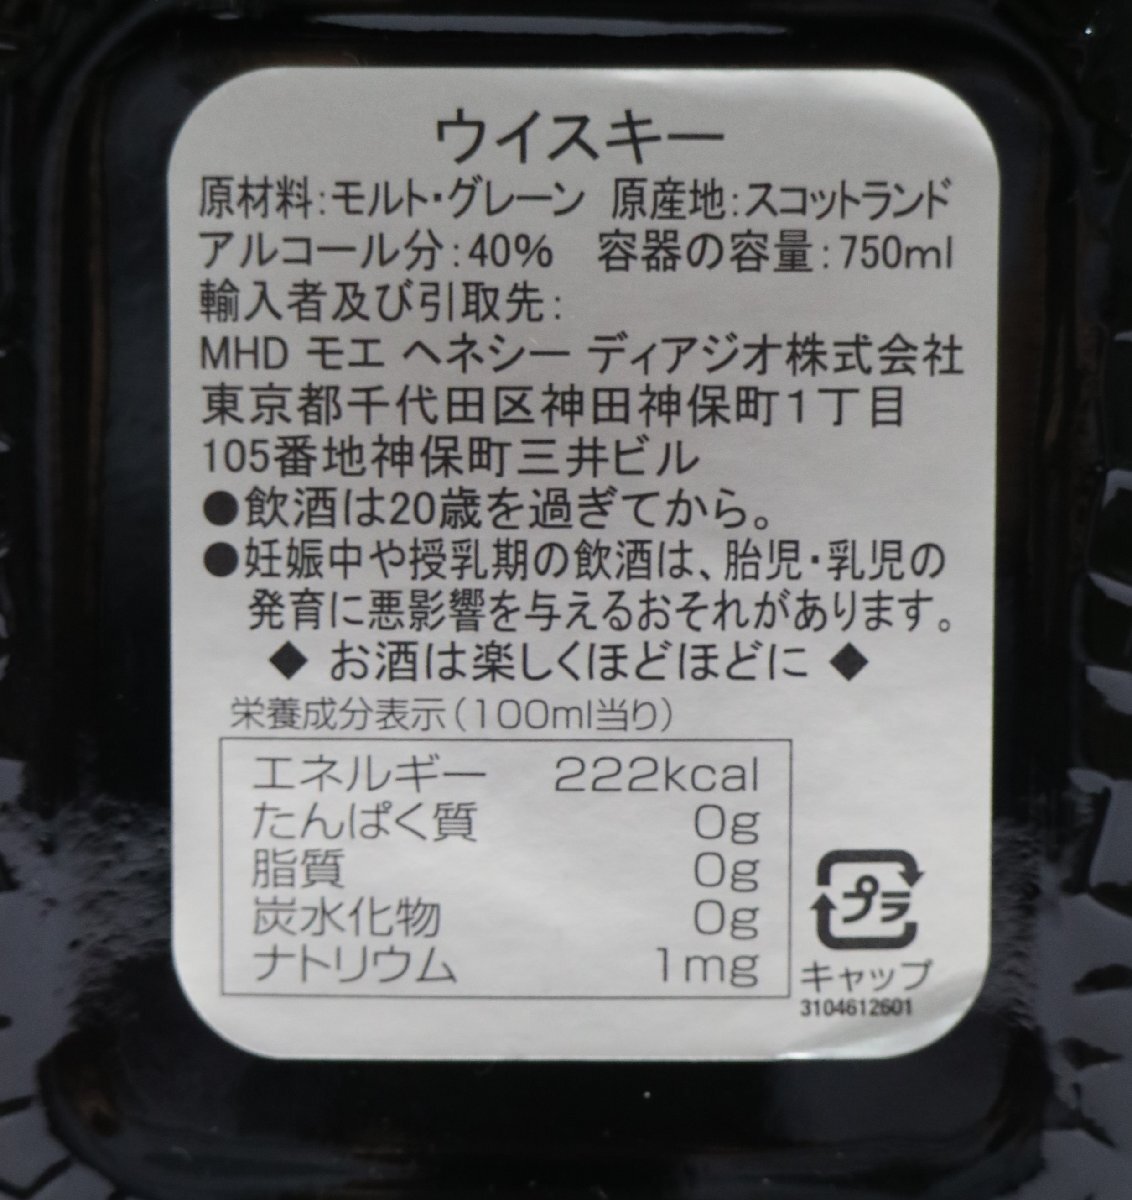 ウイスキー
原材料:モルト・グレーン 原産地:スコットランド
アルコール分:40% 容器の容量:750ml
輸入者及び引取先:
MHD モエ ヘネシー ディアジオ株式会社
東京都千代田区神田神保町1丁目
105番地神保町三井ビル
●飲酒は20歳を過ぎてから。
●妊娠中や授乳期の飲酒は、胎児・乳児の
発育に悪影響を与えるおそれがあります。
◆ お酒は楽しくほどほどに ◆
栄養成分表示(100ml当り)
エネルギー 222kcal
たんぱく質 0g
脂質 0g
炭水化物 0g
ナトリウム 1mg
プラ
キャップ
3104612601